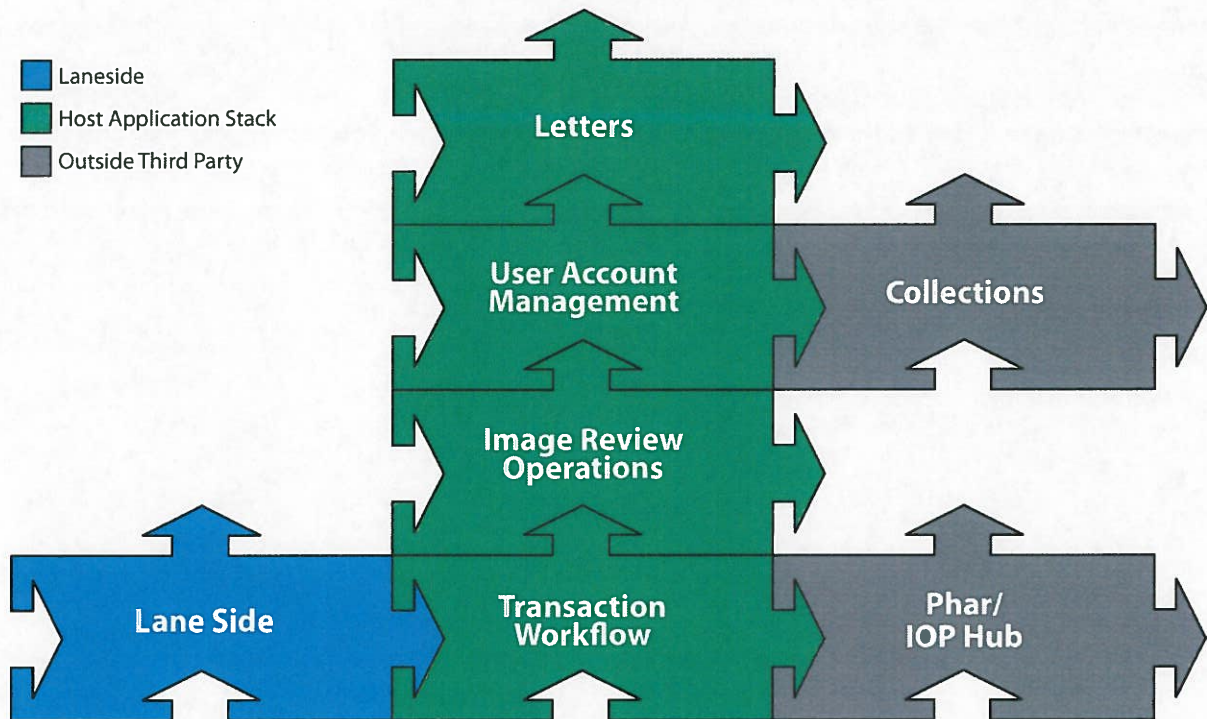 Laneside
Host Application Stack
Outside Third Party
Letters
User Account
Management
Collections
Image Review
Operations
Lane Side
Transaction
Workflow
Phar/
IOP Hub